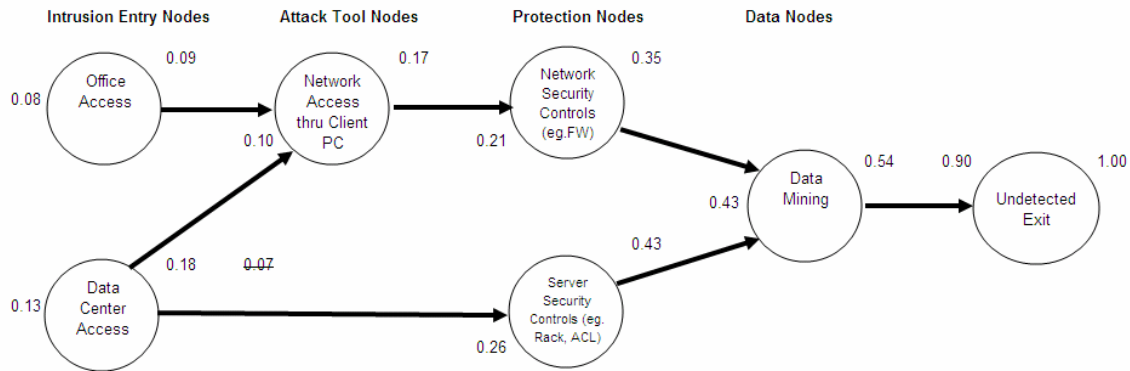 Intrusion Entry Nodes
Attack Tool Nodes
Protection Nodes
Data Nodes
0.09
0.17
0.35
0.08
Office
Access
Network
Access
thru Client
PC
Network
Security
Controls
(eg.FW)
0.10
0.21
0.54
0.90
1.00
0.43
Data
Mining
Undetected
Exit
0.18
0.07
0.43
0.13
Data
Center
Access
Server
Security
Controls (eg.
Rack, ACL)
0.26